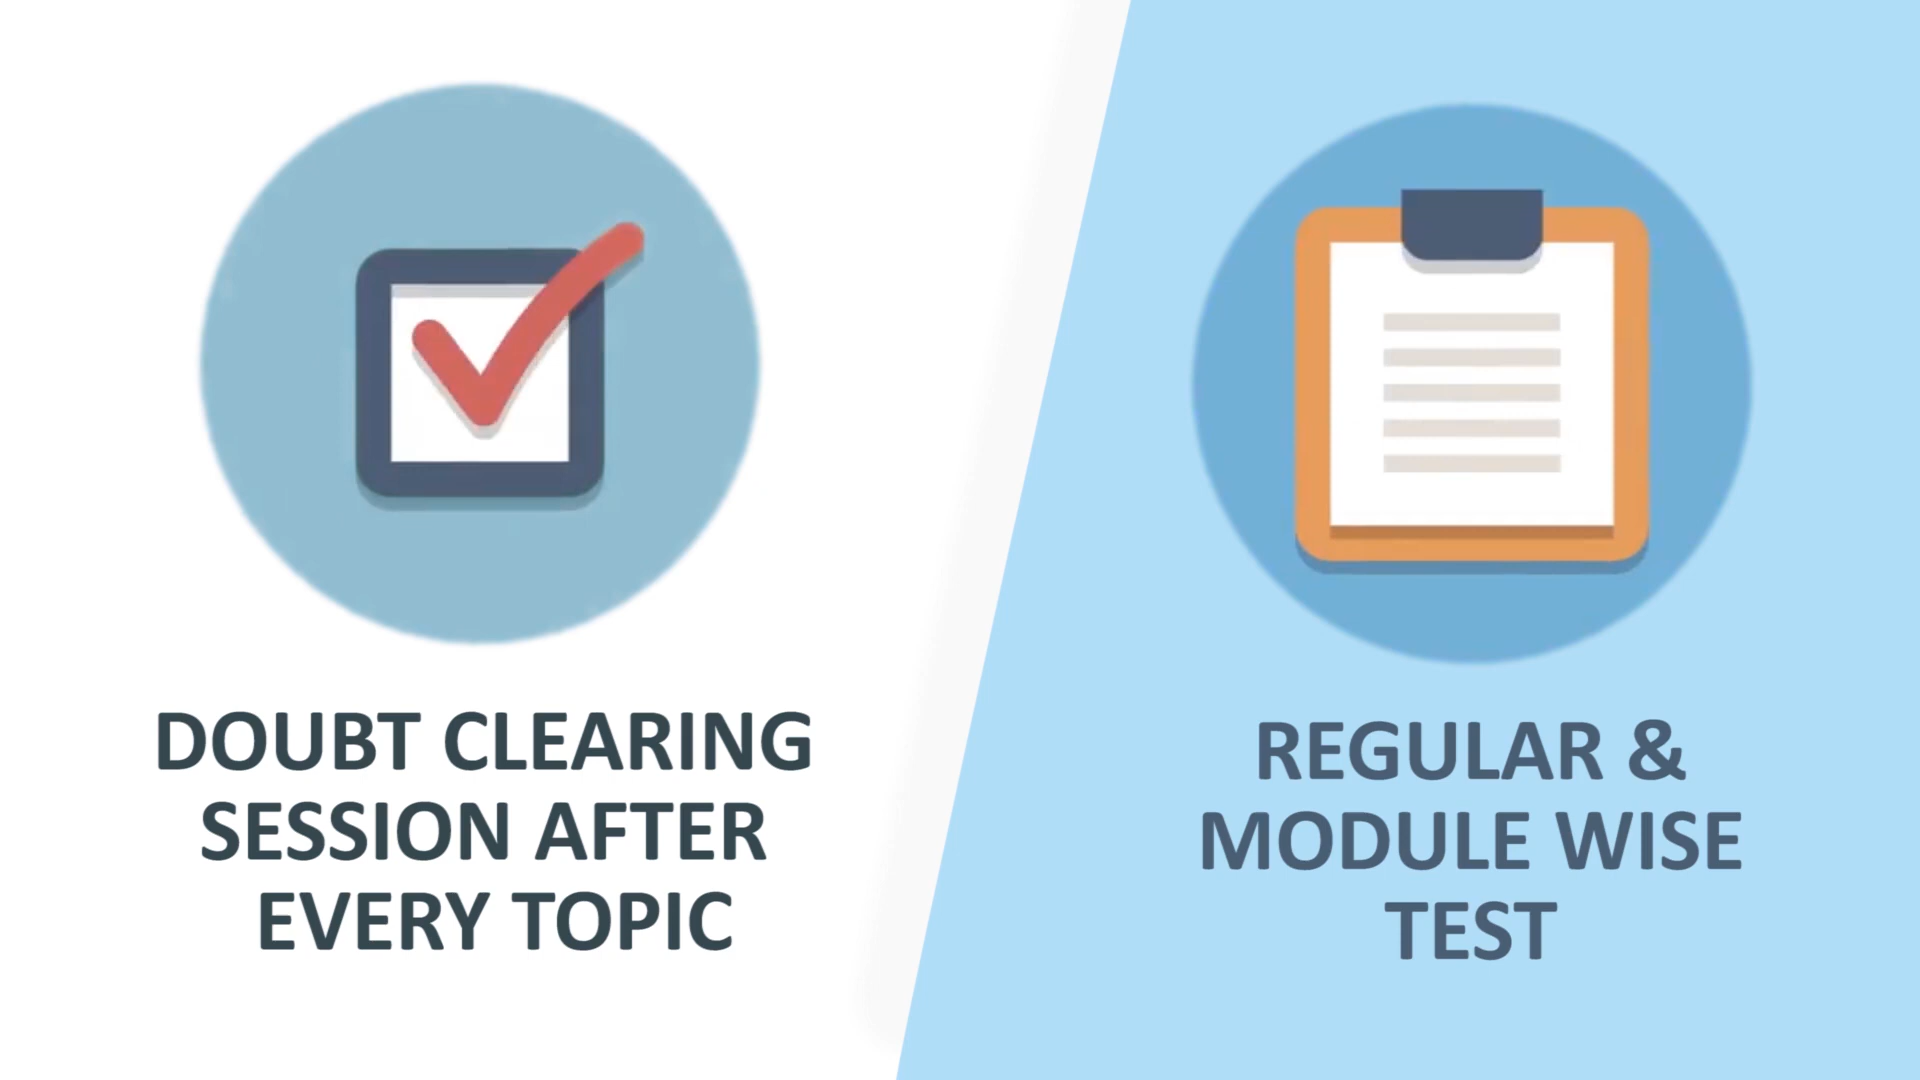 DOUBT CLEARING
SESSION AFTER
EVERY TOPIC
REGULAR &
MODULE WISE
TEST